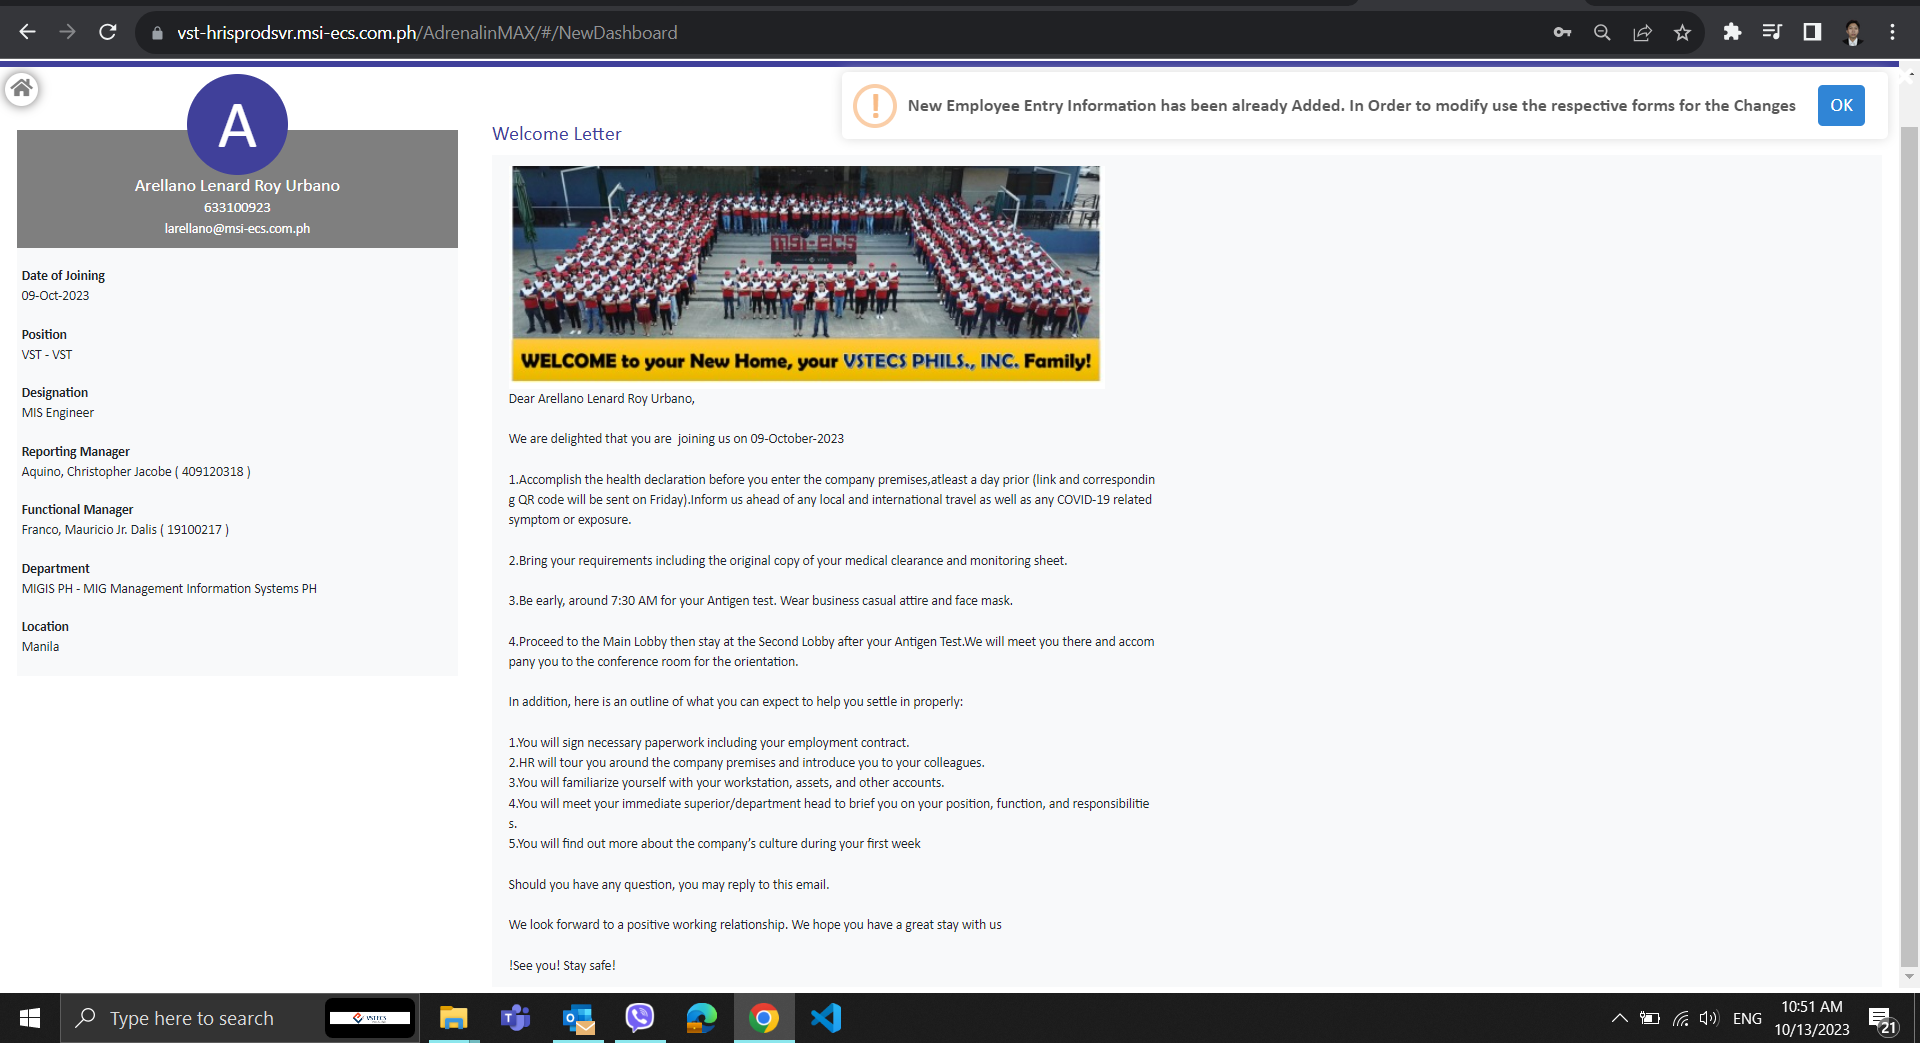 vst-hrisprodsvr.msi-ecs.com.ph/AdrenalinMAX/#/NewDashboard
New Employee Entry Information has been already Added. In Order to modify use the respective forms for the Changes
OK
A
Arellano Lenard Roy Urbano
633100923
larellano@msi-ecs.com.ph
Date of Joining
09-Oct-2023
Position
VST - VST
Designation
MIS Engineer
Reporting Manager
Aquino, Christopher Jacobe ( 409120318 )
Functional Manager
Franco, Mauricio Jr. Dalis ( 19100217 )
Department
MIGIS PH - MIG Management Information Systems PH
Location
Manila
Welcome Letter
msi-ecs
WELCOME to your New Home, your VSTECS PHILS., INC. Family!
Dear Arellano Lenard Roy Urbano,
We are delighted that you are  joining us on 09-October-2023
1.Accomplish the health declaration before you enter the company premises,atleast a day prior (link and correspondin
g QR code will be sent on Friday).Inform us ahead of any local and international travel as well as any COVID-19 related
symptom or exposure.
2.Bring your requirements including the original copy of your medical clearance and monitoring sheet.
3.Be early, around 7:30 AM for your Antigen test. Wear business casual attire and face mask.
4.Proceed to the Main Lobby then stay at the Second Lobby after your Antigen Test.We will meet you there and accom
pany you to the conference room for the orientation.
In addition, here is an outline of what you can expect to help you settle in properly:
1.You will sign necessary paperwork including your employment contract.
2.HR will tour you around the company premises and introduce you to your colleagues.
3.You will familiarize yourself with your workstation, assets, and other accounts.
4.You will meet your immediate superior/department head to brief you on your position, function, and responsibilitie
s.
5.You will find out more about the company’s culture during your first week
Should you have any question, you may reply to this email.
We look forward to a positive working relationship. We hope you have a great stay with us
!See you! Stay safe!
Type here to search
VSTECS
ENG
10:51 AM
10/13/2023
21